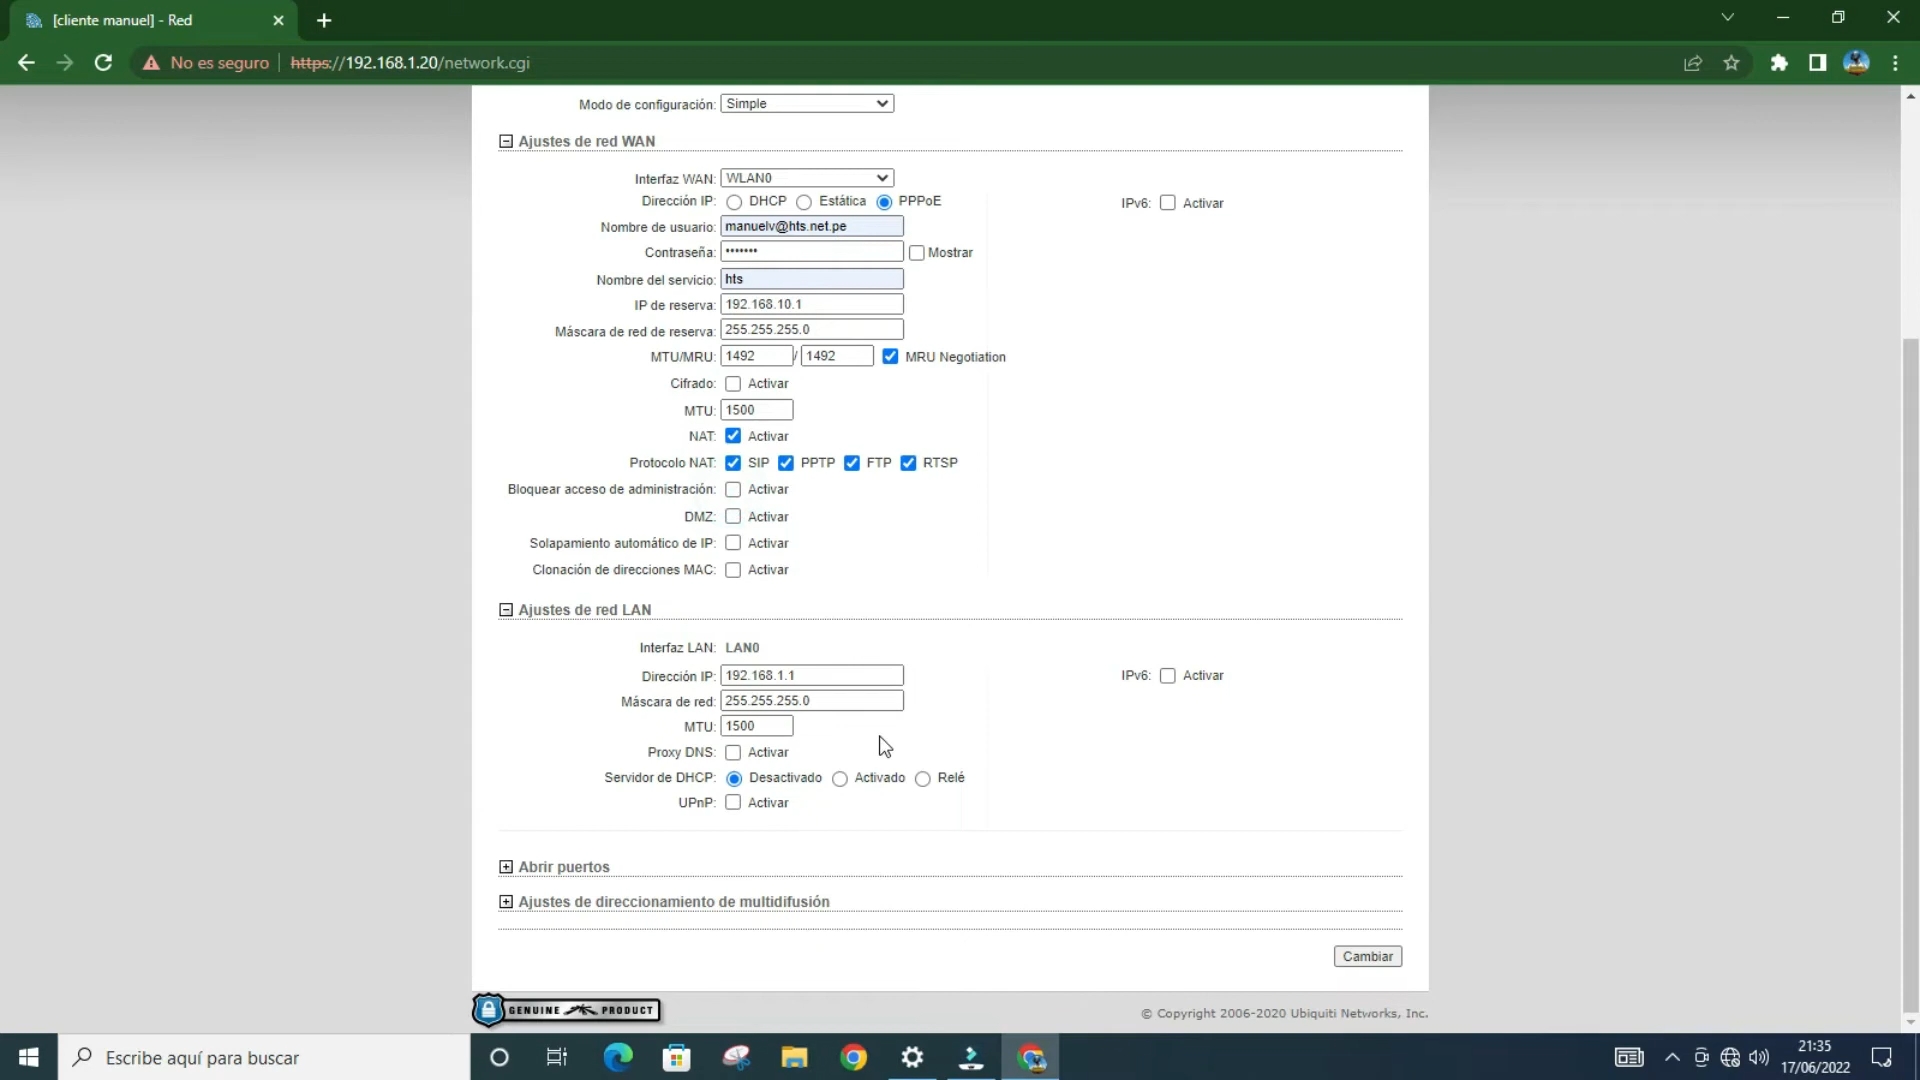 [cliente manuel] - Red
No es seguro https://192.168.1.20/network.cgi
Modo de configuración: Simple
Ajustes de red WAN
Interfaz WAN: WLAN0
Dirección IP: DHCP Estática PPPoE IPv6: Activar
Nombre de usuario: manuelv@hts.net.pe
Contraseña: ••••••• Mostrar
Nombre del servicio: hts
IP de reserva: 192.168.10.1
Máscara de red de reserva: 255.255.255.0
MTU/MRU: 1492 / 1492 MRU Negotiation
Cifrado: Activar
MTU: 1500
NAT: Activar
Protocolo NAT: SIP PPTP FTP RTSP
Bloquear acceso de administración: Activar
DMZ: Activar
Solapamiento automático de IP: Activar
Clonación de direcciones MAC: Activar
Ajustes de red LAN
Interfaz LAN: LAN0
Dirección IP: 192.168.1.1 IPv6: Activar
Máscara de red: 255.255.255.0
MTU: 1500
Proxy DNS: Activar
Servidor de DHCP: Desactivado Activado Relé
UPnP: Activar
Abrir puertos
Ajustes de direccionamiento de multidifusión
Cambiar
GENUINE PRODUCT
© Copyright 2006-2020 Ubiquiti Networks, Inc.
Escribe aquí para buscar
21:35
17/06/2022